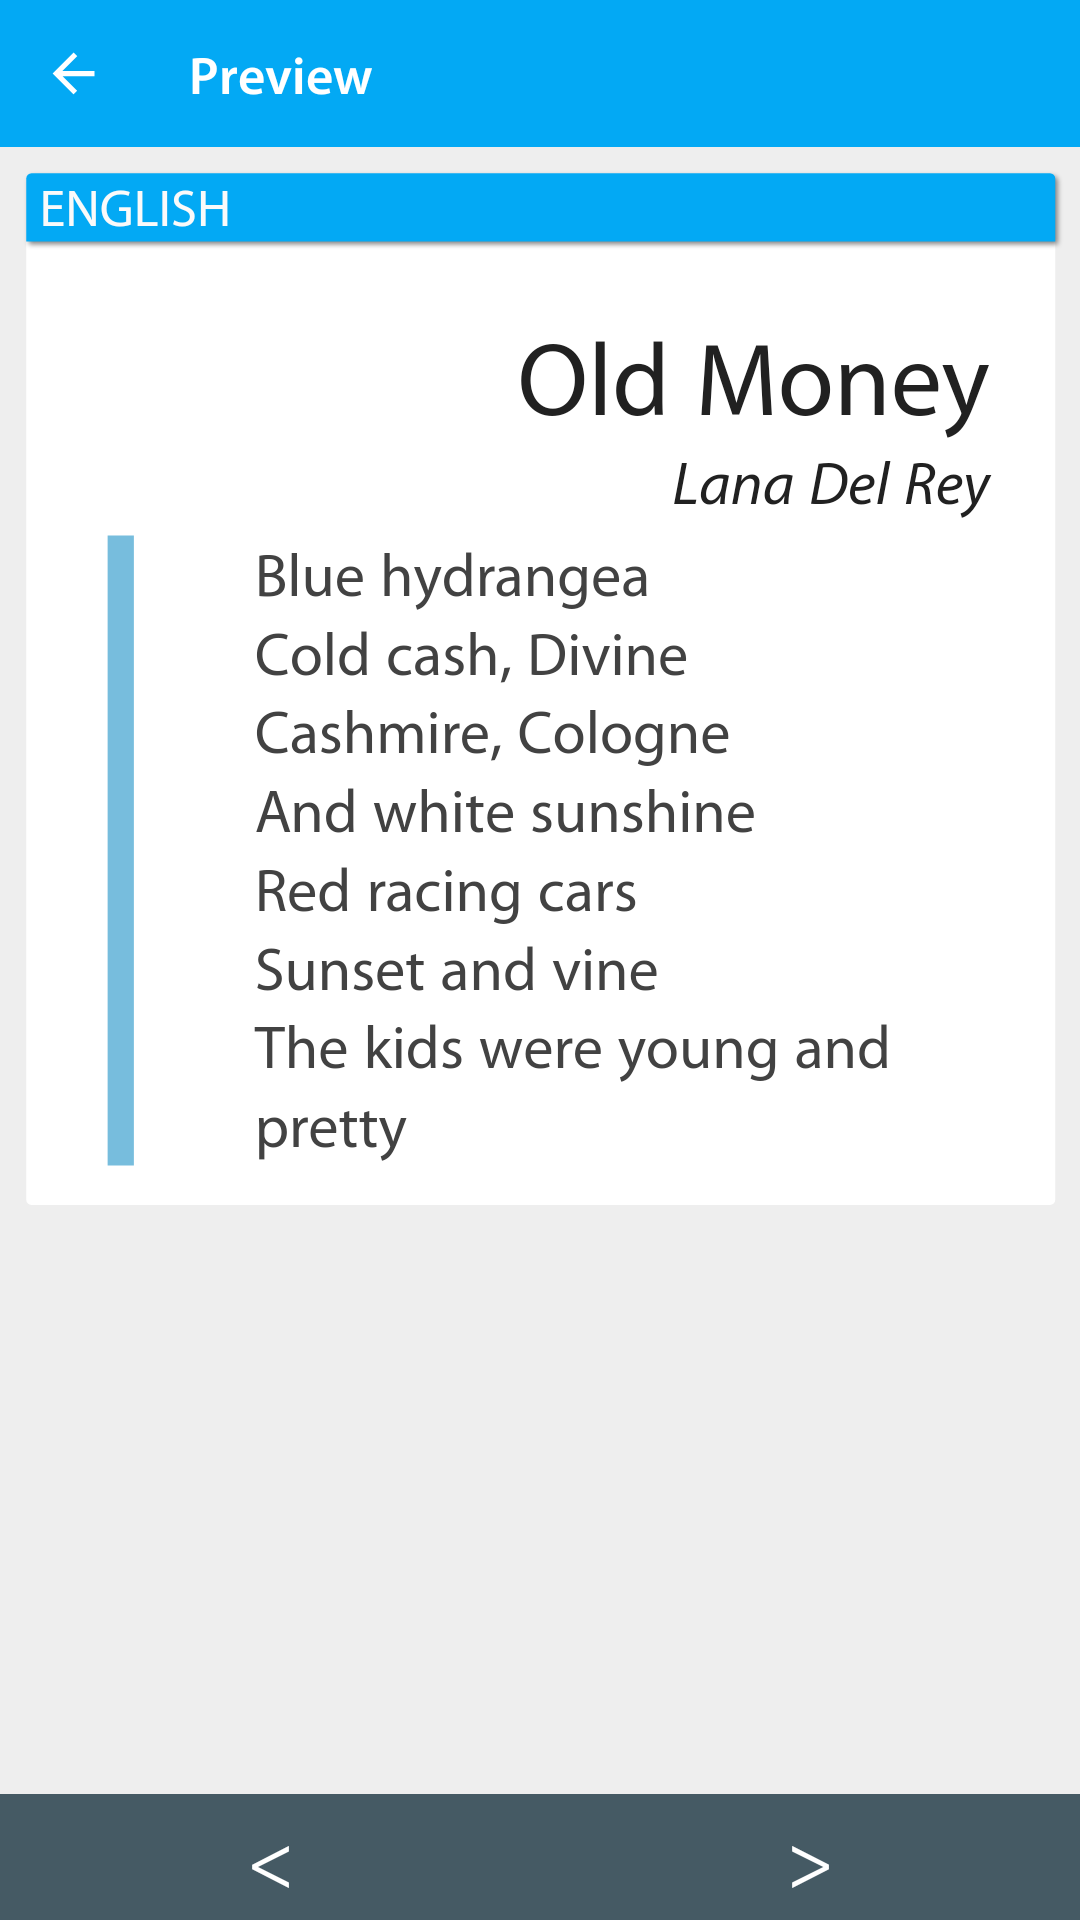 Preview
ENGLISH
Old Money
Lana Del Rey
Blue hydrangea
Cold cash, Divine
Cashmire, Cologne
And white sunshine
Red racing cars
Sunset and vine
The kids were young and
pretty
< >